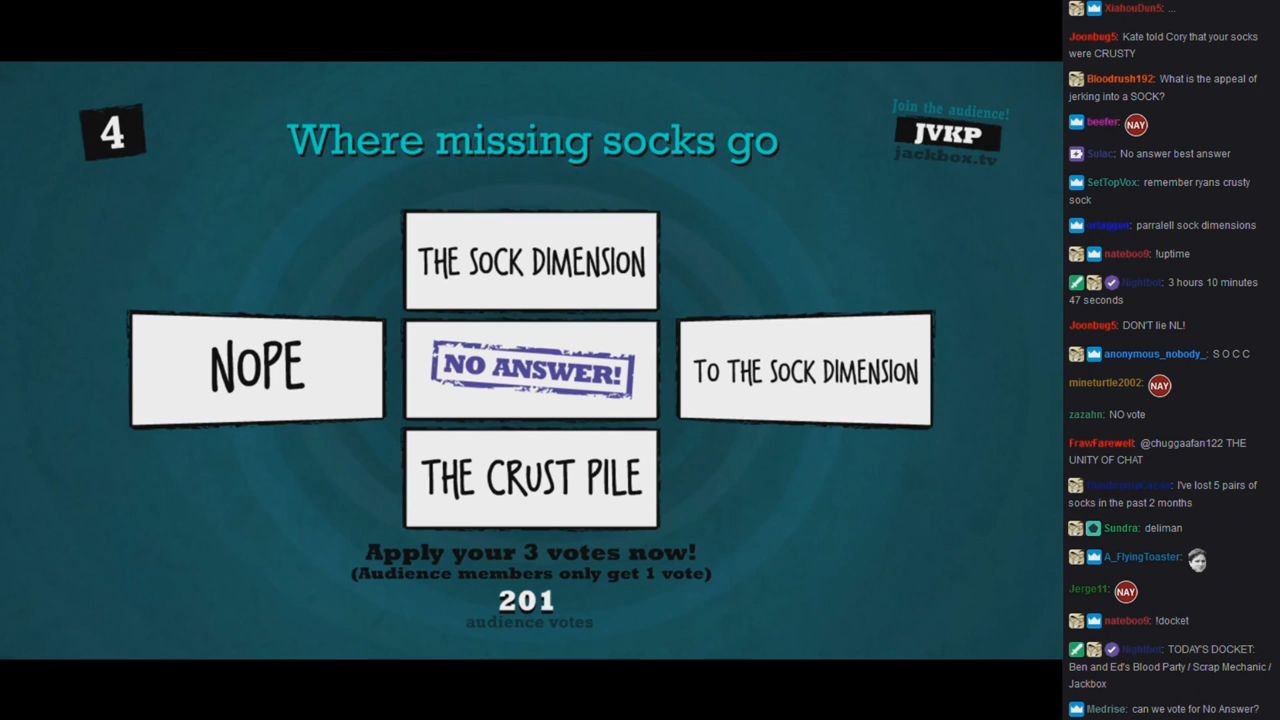 4
Where missing socks go
Join the audience!
JVKP
jackbox.tv
THE SOCK DIMENSION
NOPE
NO ANSWER!
TO THE SOCK DIMENSION
THE CRUST PILE
Apply your 3 votes now!
(Audience members only get 1 vote)
201
audience votes
XiahouDun5: ...
Joonbug5: Kate told Cory that your socks
were CRUSTY
Bloodrush192: What is the appeal of
jerking into a SOCK?
beefer: NAY
Solac: No answer best answer
SetTopVox: remember ryans crusty
sock
parralell sock dimensions
nateboo9: !uptime
Nightbot: 3 hours 10 minutes
47 seconds
Joonbug5: DON'T lie NL!
anonymous_nobody_: S O C C
mineturtle2002: NAY
zazahn: NO vote
FrawFarewell: @chuggaafan122 THE
UNITY OF CHAT
I've lost 5 pairs of
socks in the past 2 months
Sundra: deliman
A_FlyingToaster:
Jerge11: NAY
nateboo9: !docket
Nightbot: TODAY'S DOCKET:
Ben and Ed's Blood Party / Scrap Mechanic /
Jackbox
Medrise: can we vote for No Answer?